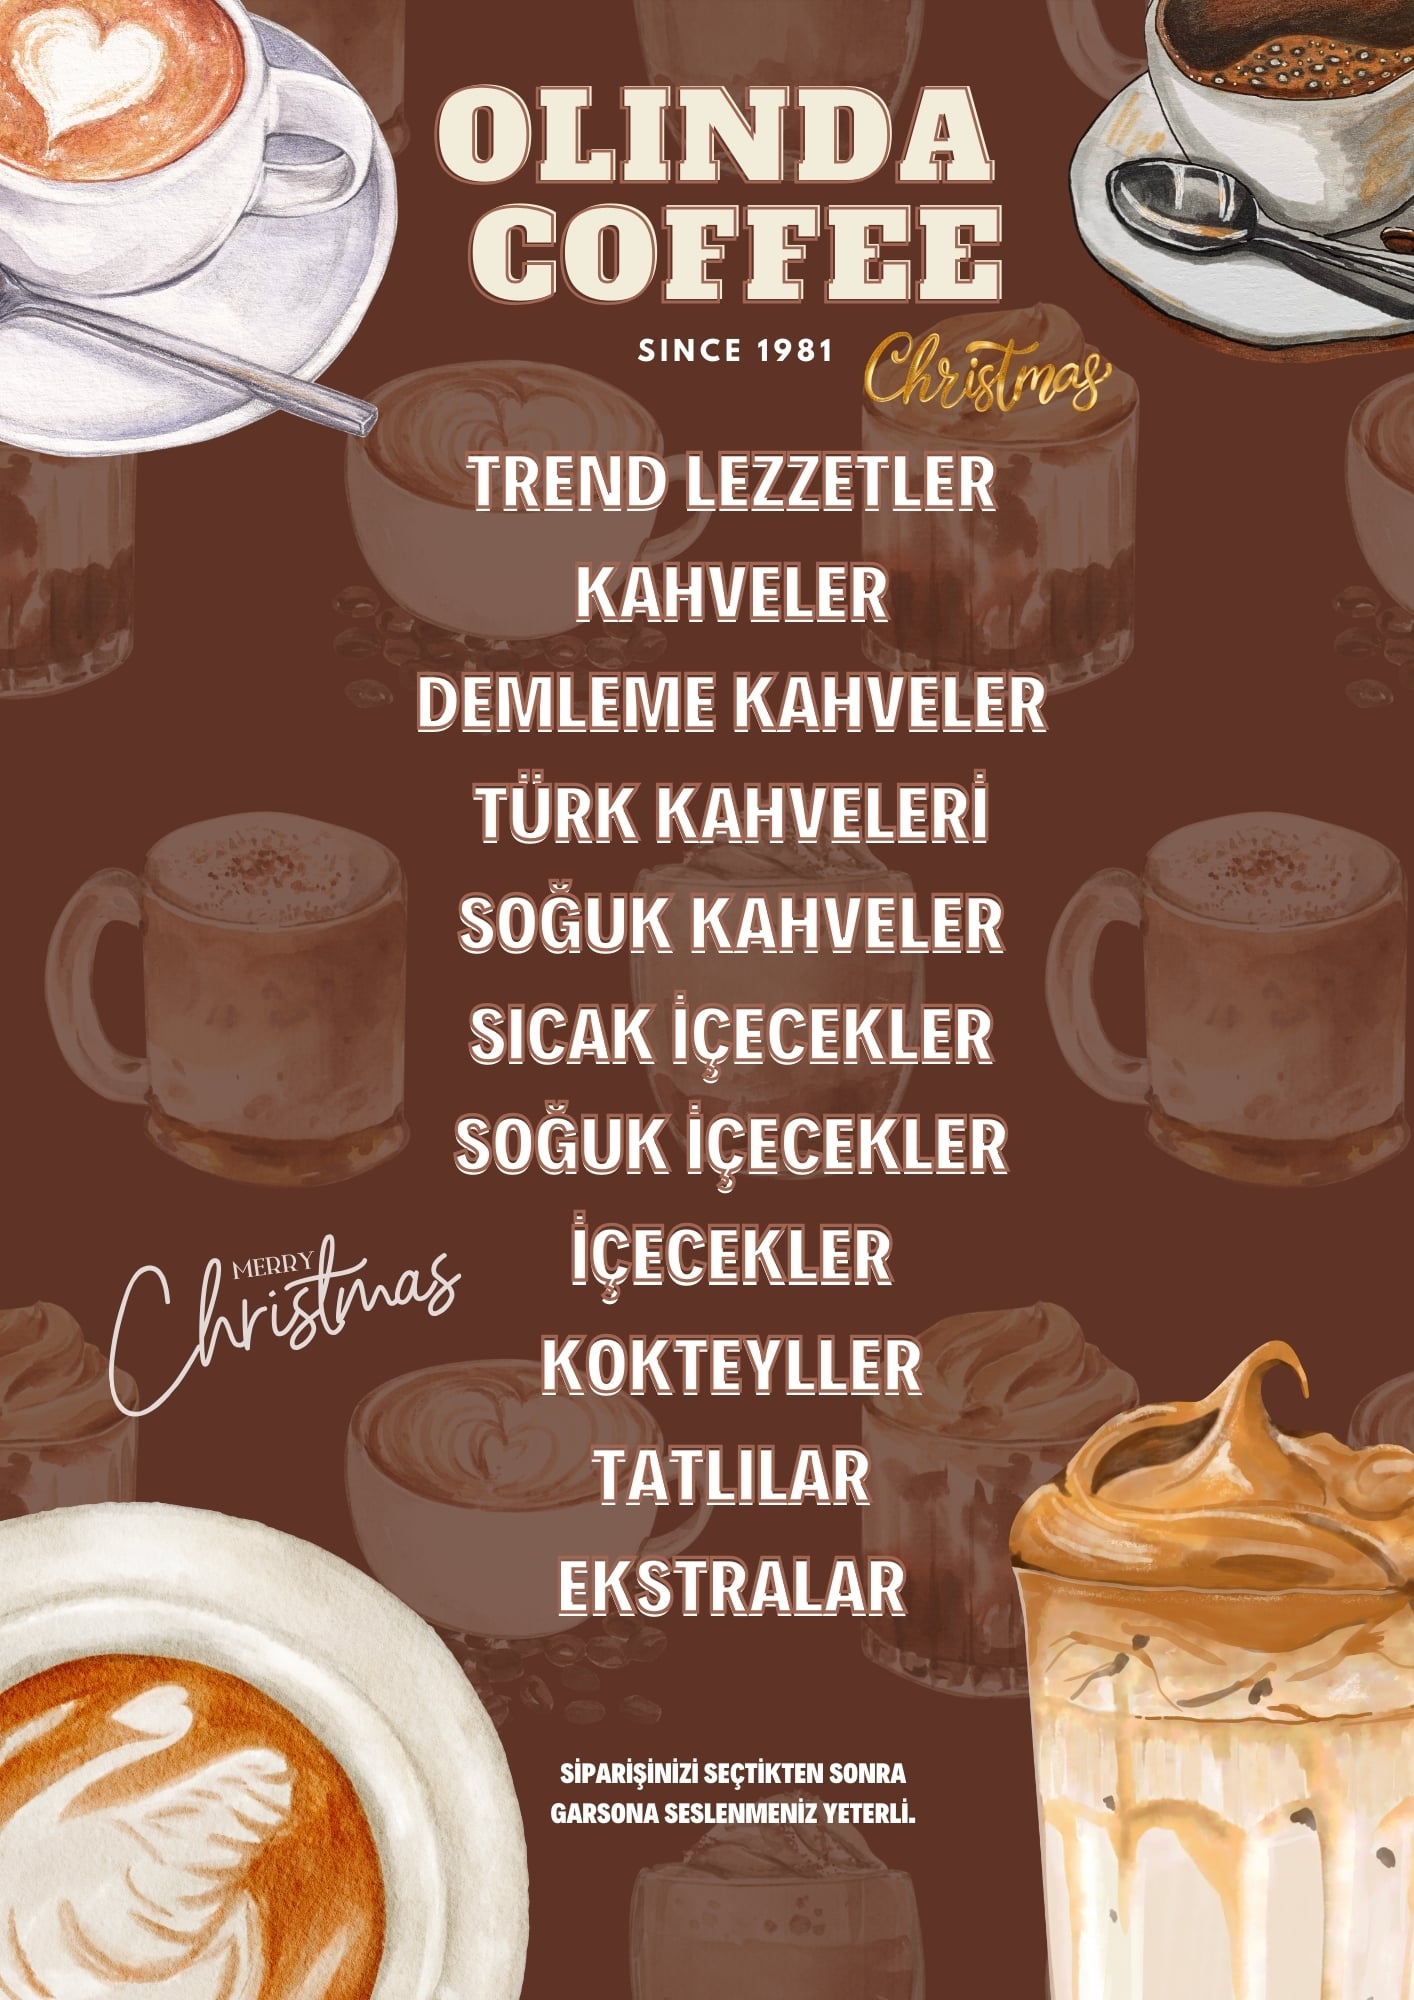 OLINDA
COFFEE
SINCE 1981
Christmas
TREND LEZZETLER
KAHVELER
DEMLEME KAHVELER
TÜRK KAHVELERİ
SOĞUK KAHVELER
SICAK İÇECEKLER
SOĞUK İÇECEKLER
İÇECEKLER
MERRY
Christmas
KOKTEYLLER
TATLILAR
EKSTRALAR
SİPARİŞİNİZİ SEÇTİKTEN SONRA
GARSONA SESLENMENİZ YETERLİ.